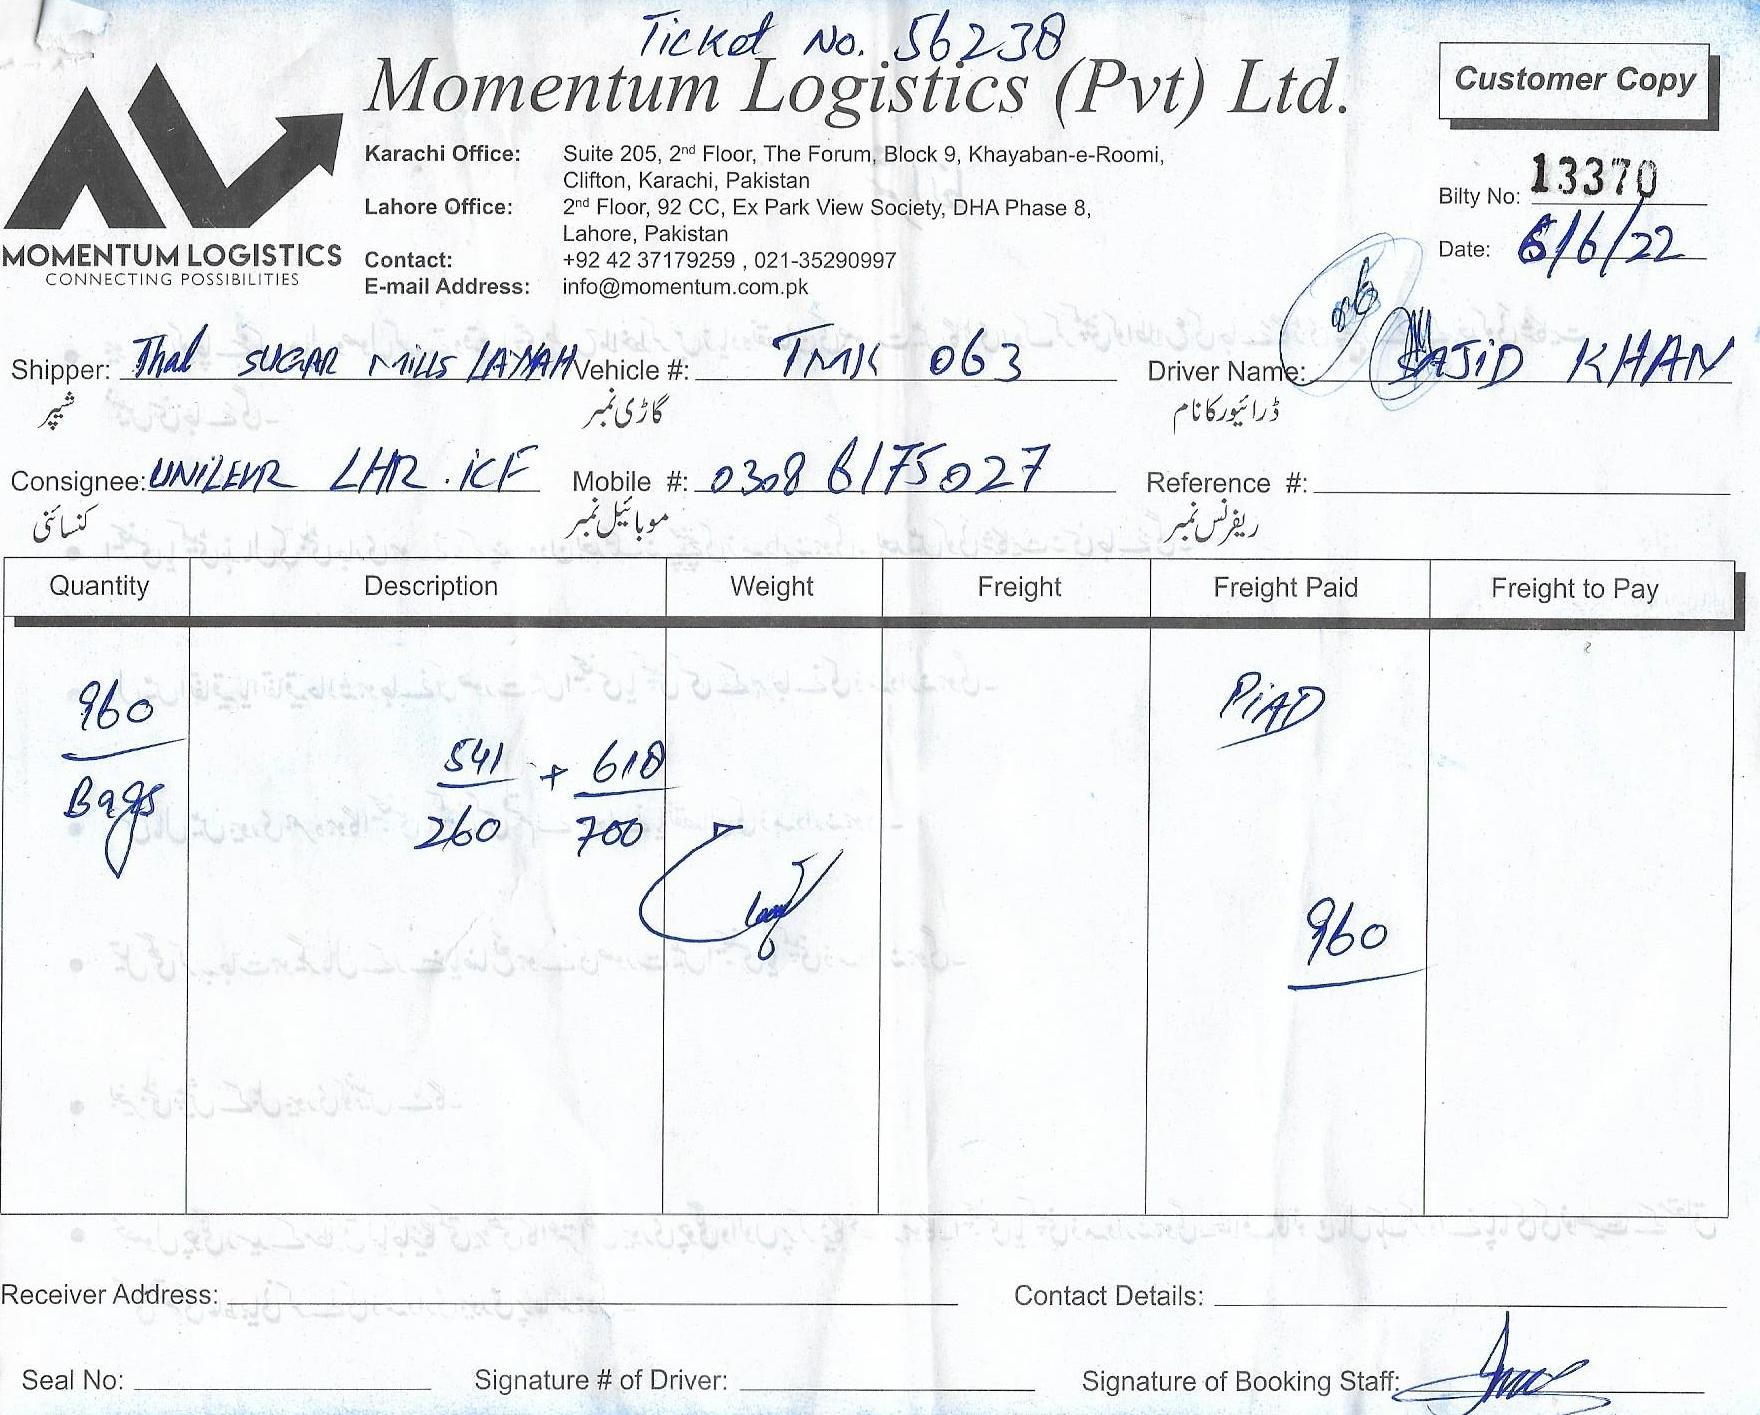 Ticket No. 56238
Momentum Logistics (Pvt) Ltd.
Customer Copy
MOMENTUM LOGISTICS
CONNECTING POSSIBILITIES
Karachi Office: Suite 205, 2nd Floor, The Forum, Block 9, Khayaban-e-Roomi,
Clifton, Karachi, Pakistan
Lahore Office: 2nd Floor, 92 CC, Ex Park View Society, DHA Phase 8,
Lahore, Pakistan
Contact: +92 42 37179259 , 021-35290997
E-mail Address: info@momentum.com.pk
Bilty No: 13370
Date: 6/6/22
Shipper: Thal SUGAR MILLS LAYYAH Vehicle #: TMK 063 Driver Name: SAJID KHAN
شیپر گاڑی نمبر ڈرائیور کا نام
Consignee: UNILEVR LHR.ICF Mobile #: 0308 6175027 Reference #:
کنسائنی موبائیل نمبر ریفرنس نمبر
Quantity Description Weight Freight Freight Paid Freight to Pay
960 PiAD
Bags 541 + 618
260 700
960
Receiver Address: Contact Details:
Seal No: Signature # of Driver: Signature of Booking Staff: